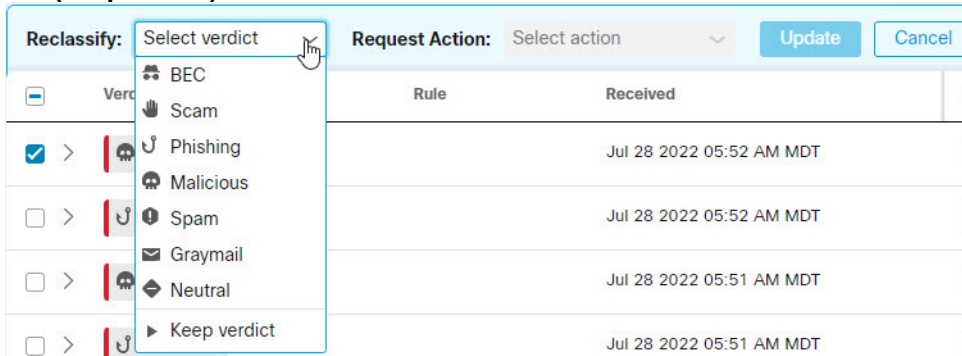 Reclassify: Select verdict Request Action: Select action Update Cancel
BEC
Verd Rule Received
Scam
Phishing Jul 28 2022 05:52 AM MDT
Malicious
Spam Jul 28 2022 05:52 AM MDT
Graymail
Neutral Jul 28 2022 05:51 AM MDT
Keep verdict
Jul 28 2022 05:51 AM MDT